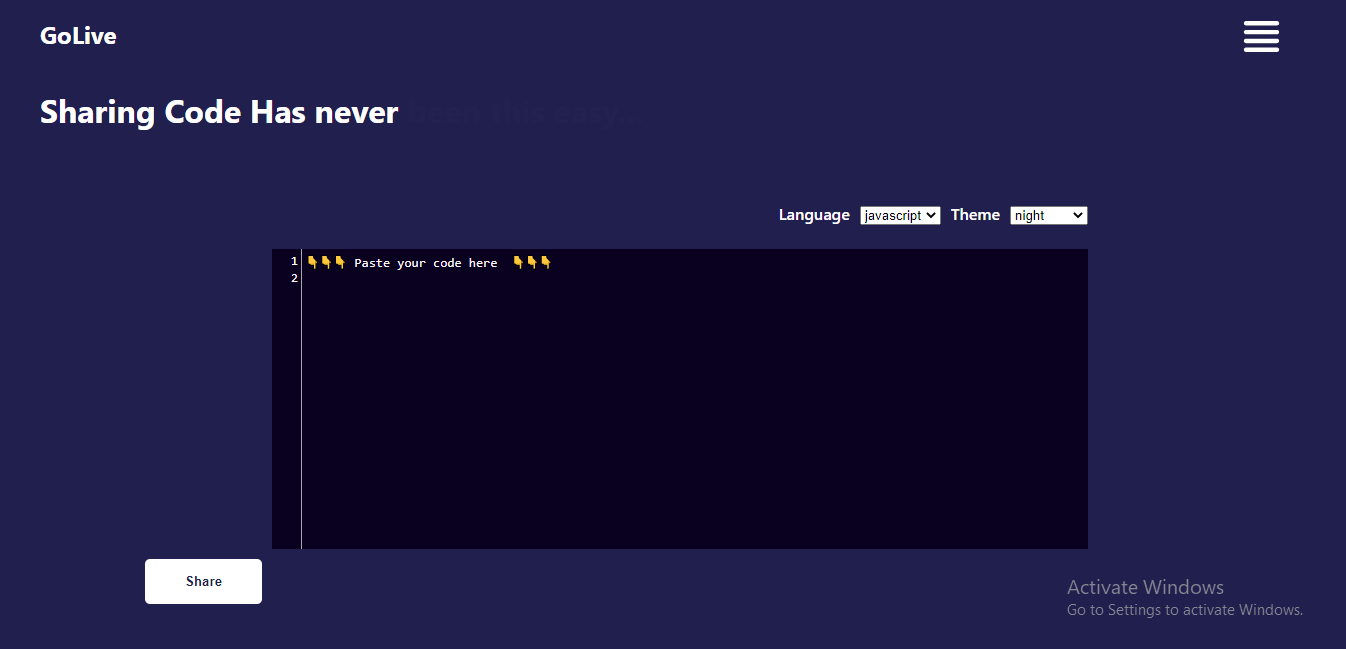 GoLive
Sharing Code Has never been this easy...
Language javascript Theme night
1 👇👇👇 Paste your code here 👇👇👇
2
Share
Activate Windows
Go to Settings to activate Windows.